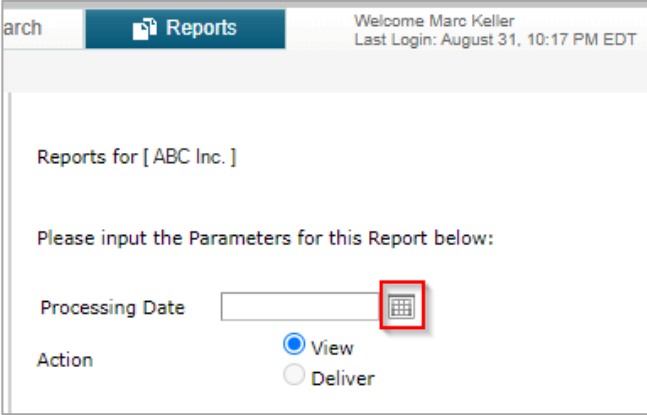 arch
Reports
Welcome Marc Keller
Last Login: August 31, 10:17 PM EDT
Reports for [ ABC Inc. ]
Please input the Parameters for this Report below:
Processing Date
Action
View
Deliver